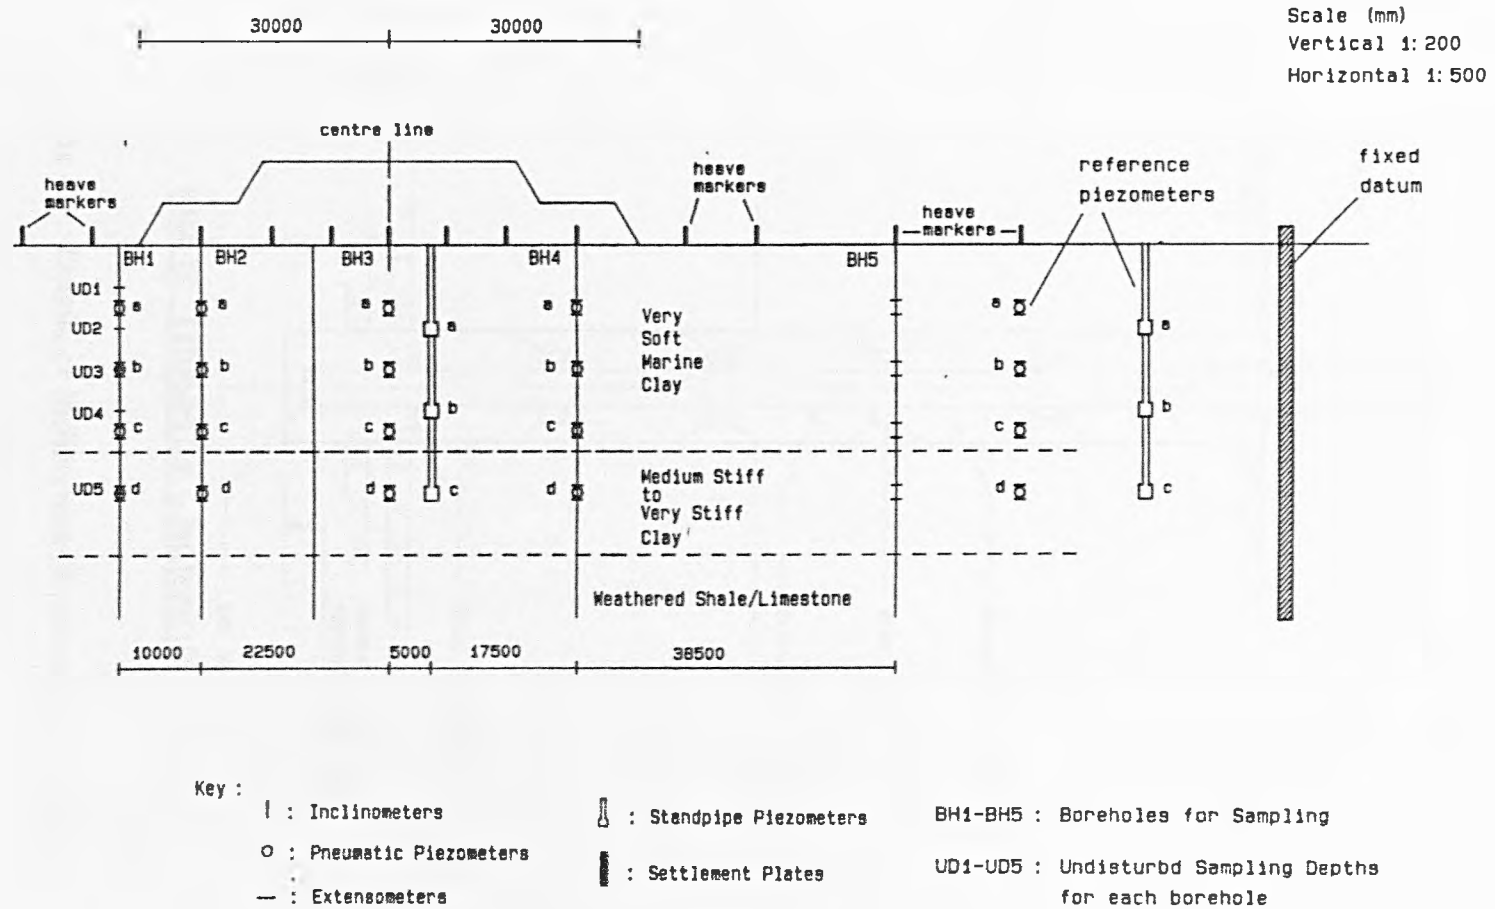 Scale (mm)
Vertical 1:200
Horizontal 1:500
30000
30000
centre line
heave
markers
heave
markers
heave
markers
reference
piezometers
fixed
datum
BH1
BH2
BH3
BH4
BH5
UD1
a
a
a
a
a
UD2
a
a
Very
Soft
Marine
Clay
UD3
b
b
b
b
b
UD4
b
b
c
c
c
c
c
UD5
d
d
d
c
d
d
c
Medium Stiff
to
Very Stiff
Clay
Weathered Shale/Limestone
10000
22500
5000
17500
38500
Key :
: Inclinometers
: Pneumatic Piezometers
: Extensometers
: Standpipe Piezometers
: Settlement Plates
BH1-BH5 : Boreholes for Sampling
UD1-UD5 : Undisturbd Sampling Depths
for each borehole